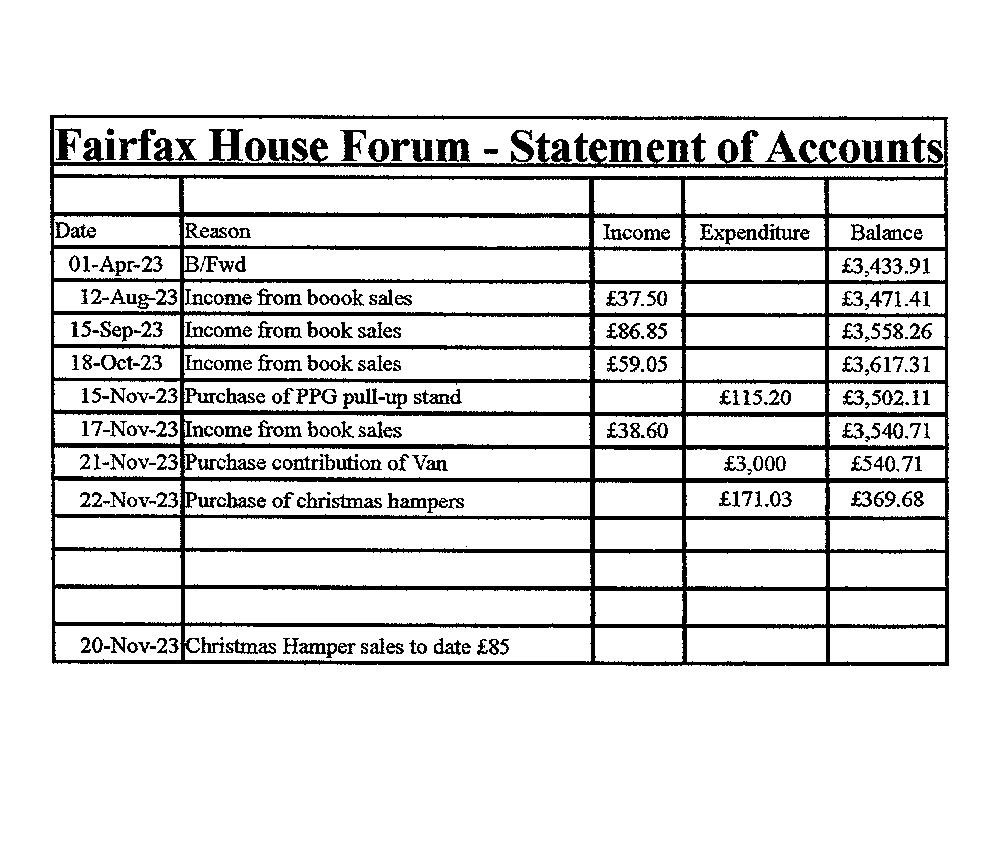 Fairfax House Forum - Statement of Accounts
Date Reason Income Expenditure Balance
01-Apr-23 B/Fwd £3,433.91
12-Aug-23 Income from boook sales £37.50 £3,471.41
15-Sep-23 Income from book sales £86.85 £3,558.26
18-Oct-23 Income from book sales £59.05 £3,617.31
15-Nov-23 Purchase of PPG pull-up stand £115.20 £3,502.11
17-Nov-23 Income from book sales £38.60 £3,540.71
21-Nov-23 Purchase contribution of Van £3,000 £540.71
22-Nov-23 Purchase of christmas hampers £171.03 £369.68
20-Nov-23 Christmas Hamper sales to date £85